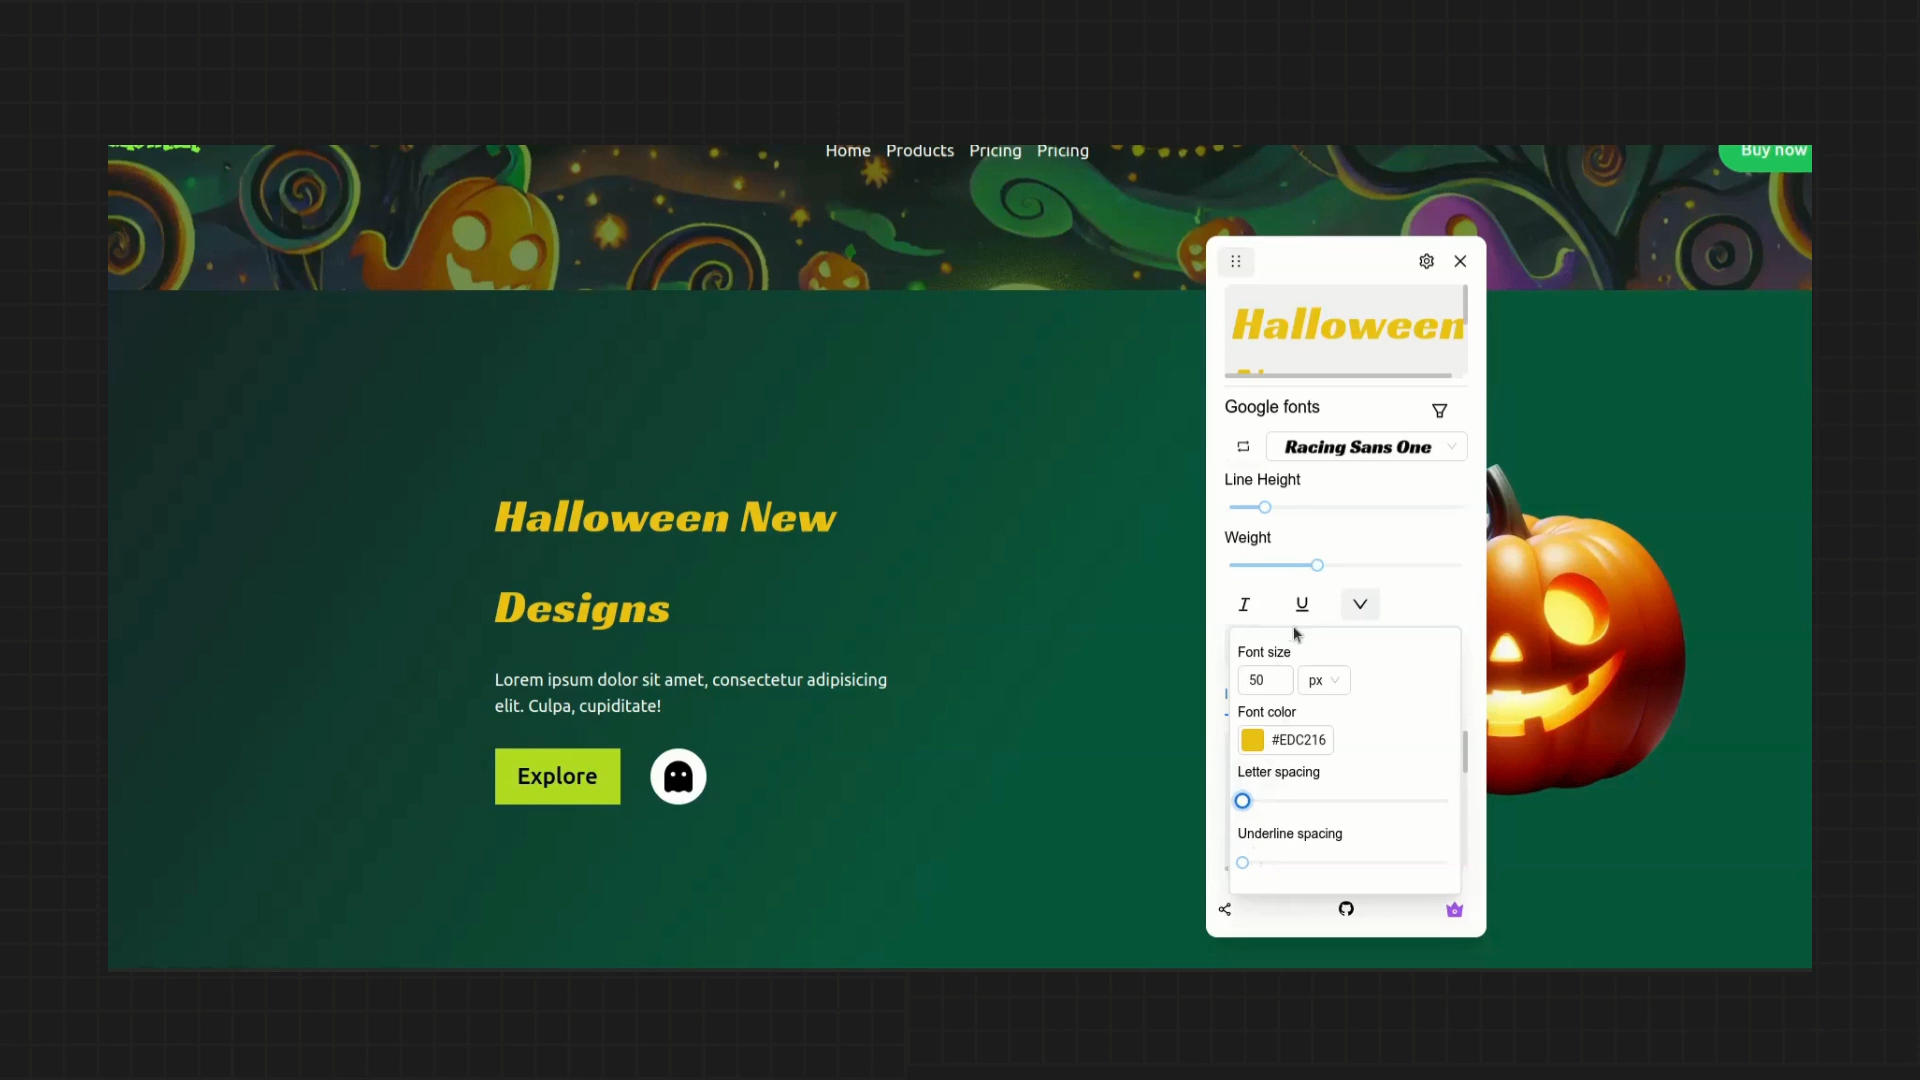 Home Products Pricing Pricing
Buy now
Halloween
Google fonts
Racing Sans One
Line Height
Weight
I U
Font size
50 px
Font color
#EDC216
Letter spacing
Underline spacing
Halloween New
Designs
Lorem ipsum dolor sit amet, consectetur adipisicing
elit. Culpa, cupiditate!
Explore